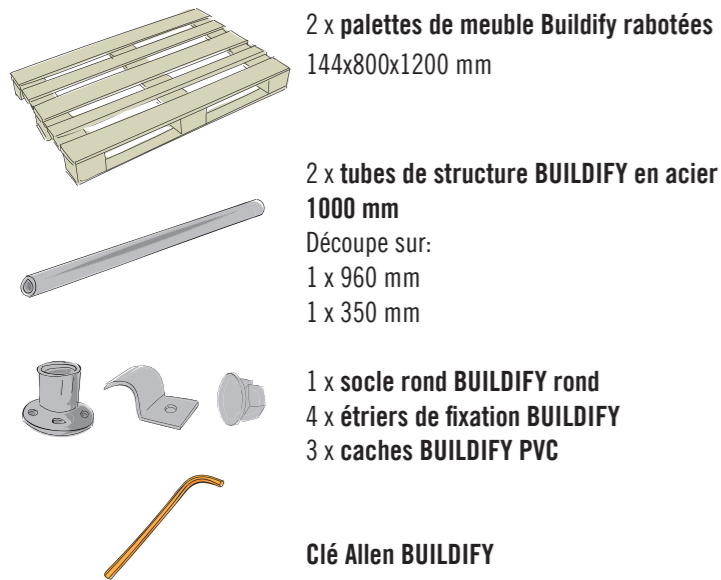 2 x palettes de meuble Buildify rabotées
144x800x1200 mm
2 x tubes de structure BUILDIFY en acier
1000 mm
Découpe sur:
1 x 960 mm
1 x 350 mm
1 x socle rond BUILDIFY rond
4 x étriers de fixation BUILDIFY
3 x caches BUILDIFY PVC
Clé Allen BUILDIFY